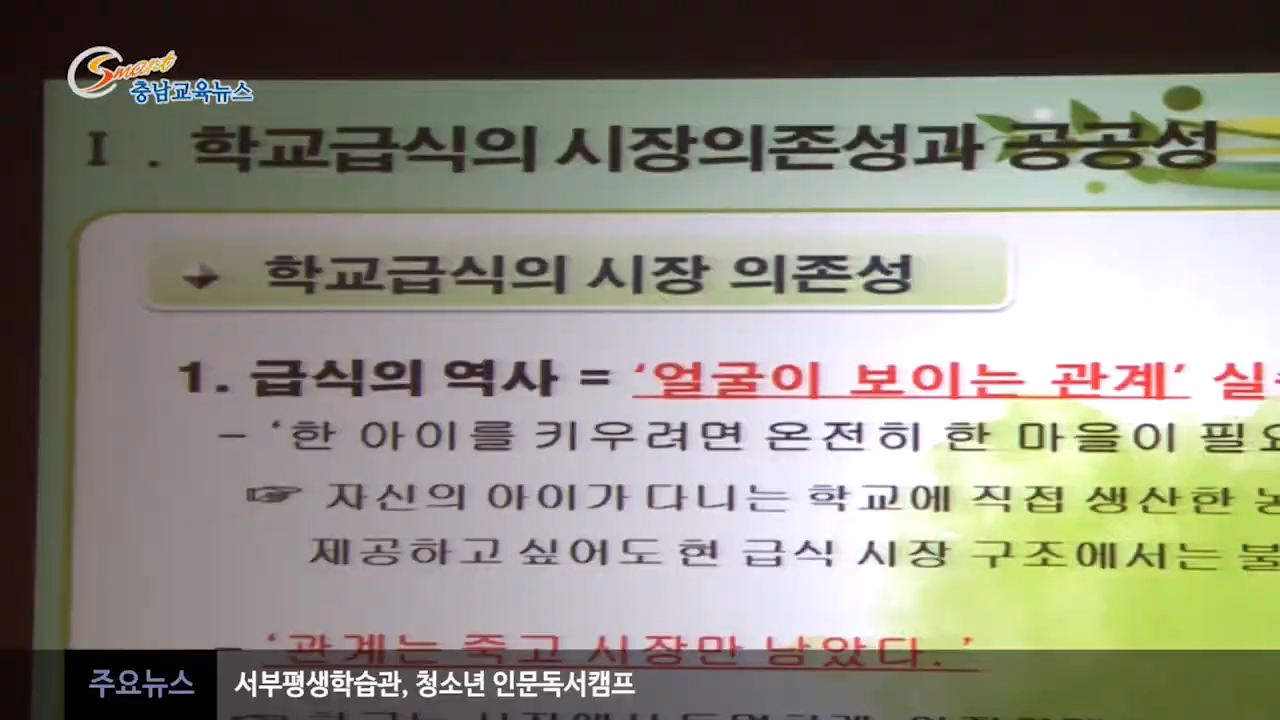 Smart
충남교육뉴스
Ⅰ. 학교급식의 시장의존성과 공공성
학교급식의 시장 의존성
1. 급식의 역사 = ‘얼굴이 보이는 관계’
– ‘한 아이를 키우려면 온전히 한 마을이
☞ 자신의 아이가 다니는 학교에 직접 생산한
제공하고 싶어도 현 급식 시장 구조에서는
– ‘관계는 죽고 시장만 남았다.’
주요뉴스 서부평생학습관, 청소년 인문독서캠프